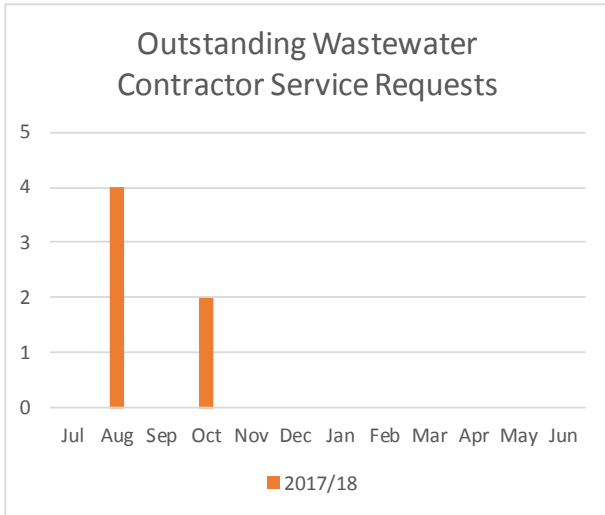 Outstanding Wastewater
Contractor Service Requests
5
4
3
2
1
0
Jul Aug Sep Oct Nov Dec Jan Feb Mar Apr May Jun
2017/18